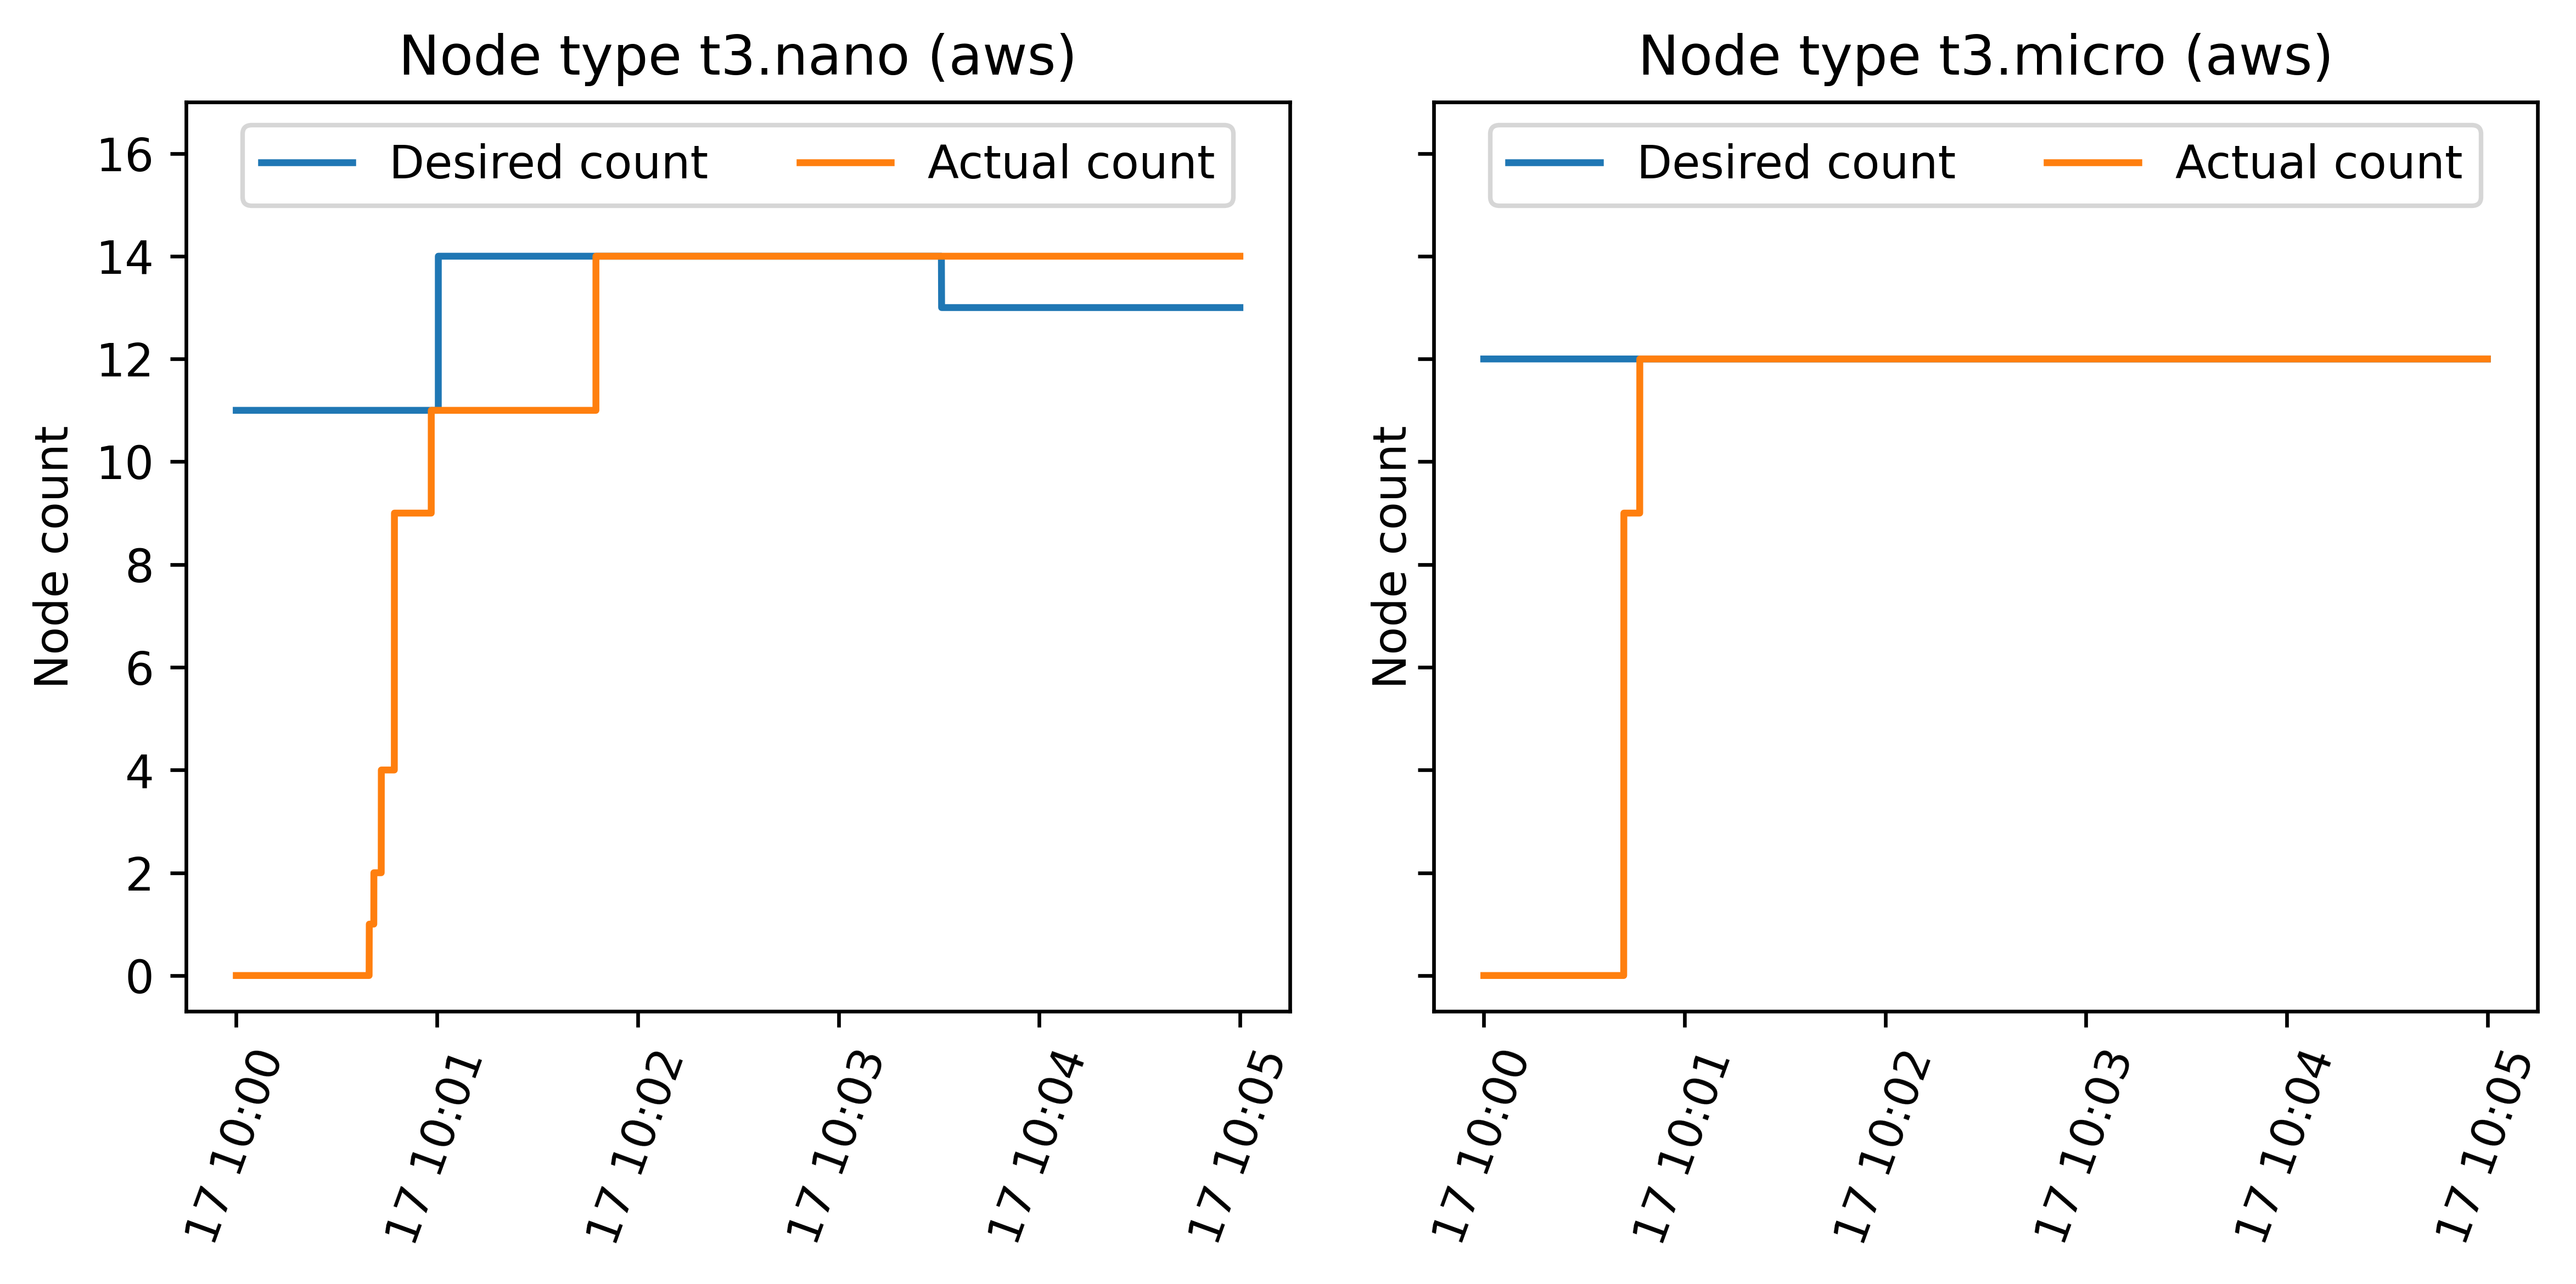 Node type t3.nano (aws)
Desired count
Actual count
Node count
16
14
12
10
8
6
4
2
0
17 10:00
17 10:01
17 10:02
17 10:03
17 10:04
17 10:05
Node type t3.micro (aws)
Desired count
Actual count
Node count
17 10:00
17 10:01
17 10:02
17 10:03
17 10:04
17 10:05